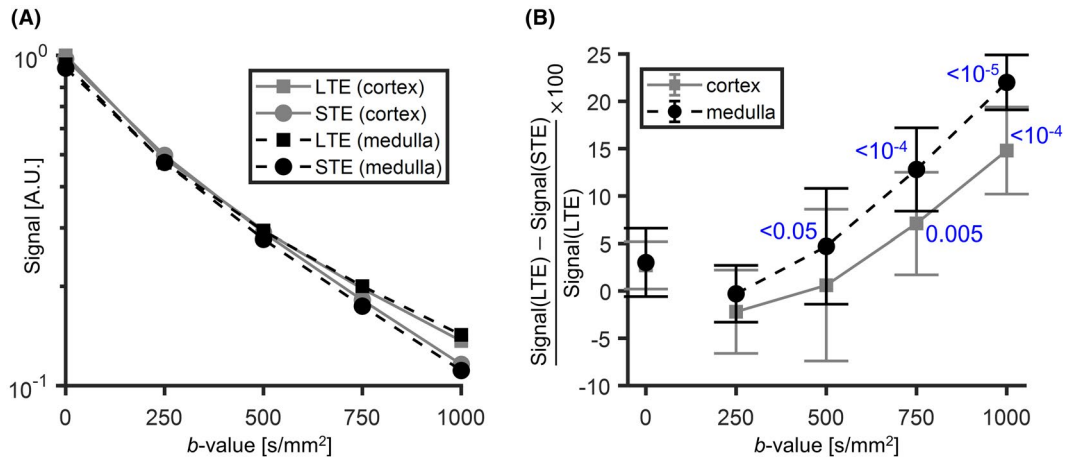 (A)
10⁰
10⁻¹
Signal [A.U.]
LTE (cortex)
STE (cortex)
LTE (medulla)
STE (medulla)
0 250 500 750 1000
b-value [s/mm²]
(B)
Signal(LTE) − Signal(STE)
Signal(LTE)
×100
25
20
15
10
5
0
-5
-10
cortex
medulla
<0.05
<10⁻⁴
0.005
<10⁻⁵
<10⁻⁴
0 250 500 750 1000
b-value [s/mm²]